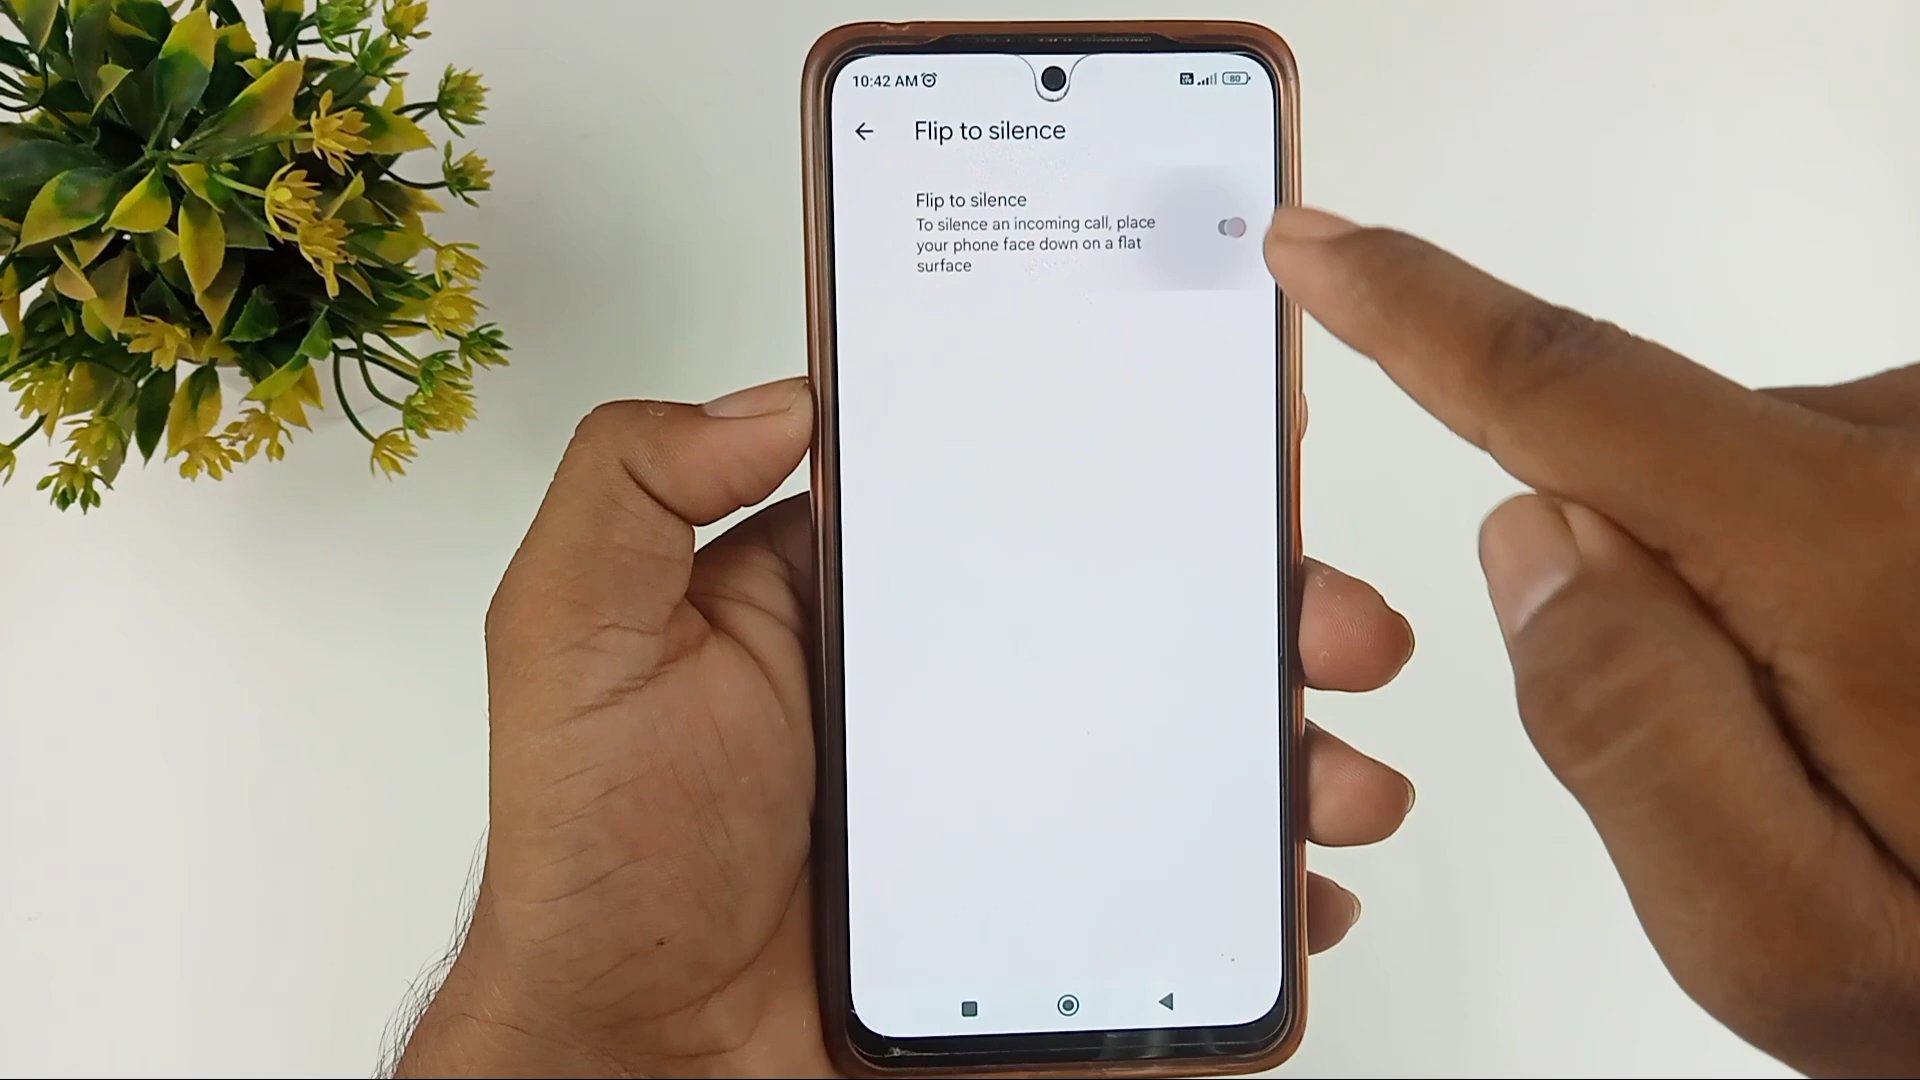 10:42 AM
80
Flip to silence
Flip to silence
To silence an incoming call, place
your phone face down on a flat
surface